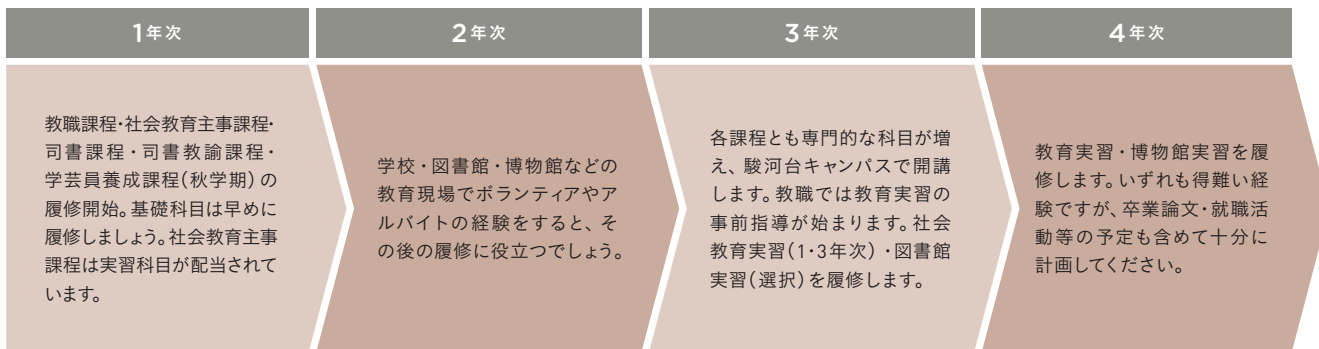 1年次
教職課程・社会教育主事課程・
司書課程・司書教諭課程・
学芸員養成課程（秋学期）の
履修開始。基礎科目は早めに
履修しましょう。社会教育主事
課程は実習科目が配当されて
います。
2年次
学校・図書館・博物館などの
教育現場でボランティアやア
ルバイトの経験をすると、そ
の後の履修に役立つでしょう。
3年次
各課程とも専門的な科目が増
え、駿河台キャンパスで開講
します。教職では教育実習の
事前指導が始まります。社会
教育実習（1・3年次）・図書館
実習（選択）を履修します。
4年次
教育実習・博物館実習を履
修します。いずれも得難い経
験ですが、卒業論文・就職活
動等の予定も含めて十分に
計画してください。